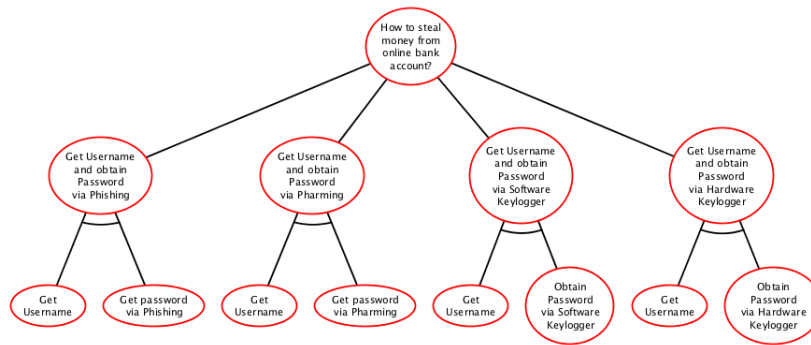 How to steal
money from
online bank
account?
Get Username
and obtain
Password
via Phishing
Get Username
and obtain
Password
via Pharming
Get Username
and obtain
Password
via Software
Keylogger
Get Username
and obtain
Password
via Hardware
Keylogger
Get
Username
Get password
via Phishing
Get
Username
Get password
via Pharming
Get
Username
Obtain
Password
via Software
Keylogger
Get
Username
Obtain
Password
via Hardware
Keylogger